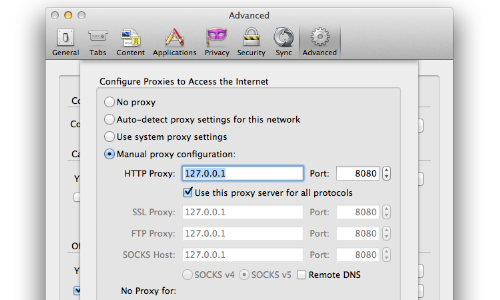 Advanced
General Tabs Content Applications Privacy Security Sync Advanced
Configure Proxies to Access the Internet
No proxy
Auto-detect proxy settings for this network
Use system proxy settings
Manual proxy configuration:
HTTP Proxy: 127.0.0.1 Port: 8080
Use this proxy server for all protocols
SSL Proxy: 127.0.0.1 Port: 8080
FTP Proxy: 127.0.0.1 Port: 8080
SOCKS Host: 127.0.0.1 Port: 8080
SOCKS v4 SOCKS v5 Remote DNS
No Proxy for: